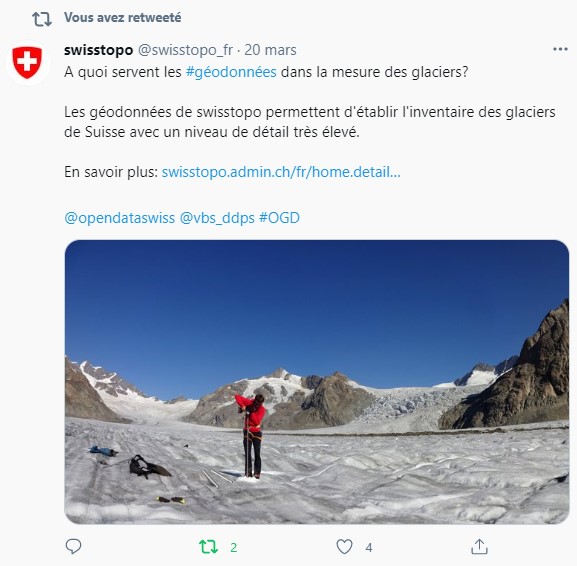 Vous avez retweeté
swisstopo @swisstopo_fr · 20 mars
A quoi servent les #géodonnées dans la mesure des glaciers?
Les géodonnées de swisstopo permettent d'établir l'inventaire des glaciers
de Suisse avec un niveau de détail très élevé.
En savoir plus: swisstopo.admin.ch/fr/home.detail...
@opendataswiss @vbs_ddps #OGD
2 4